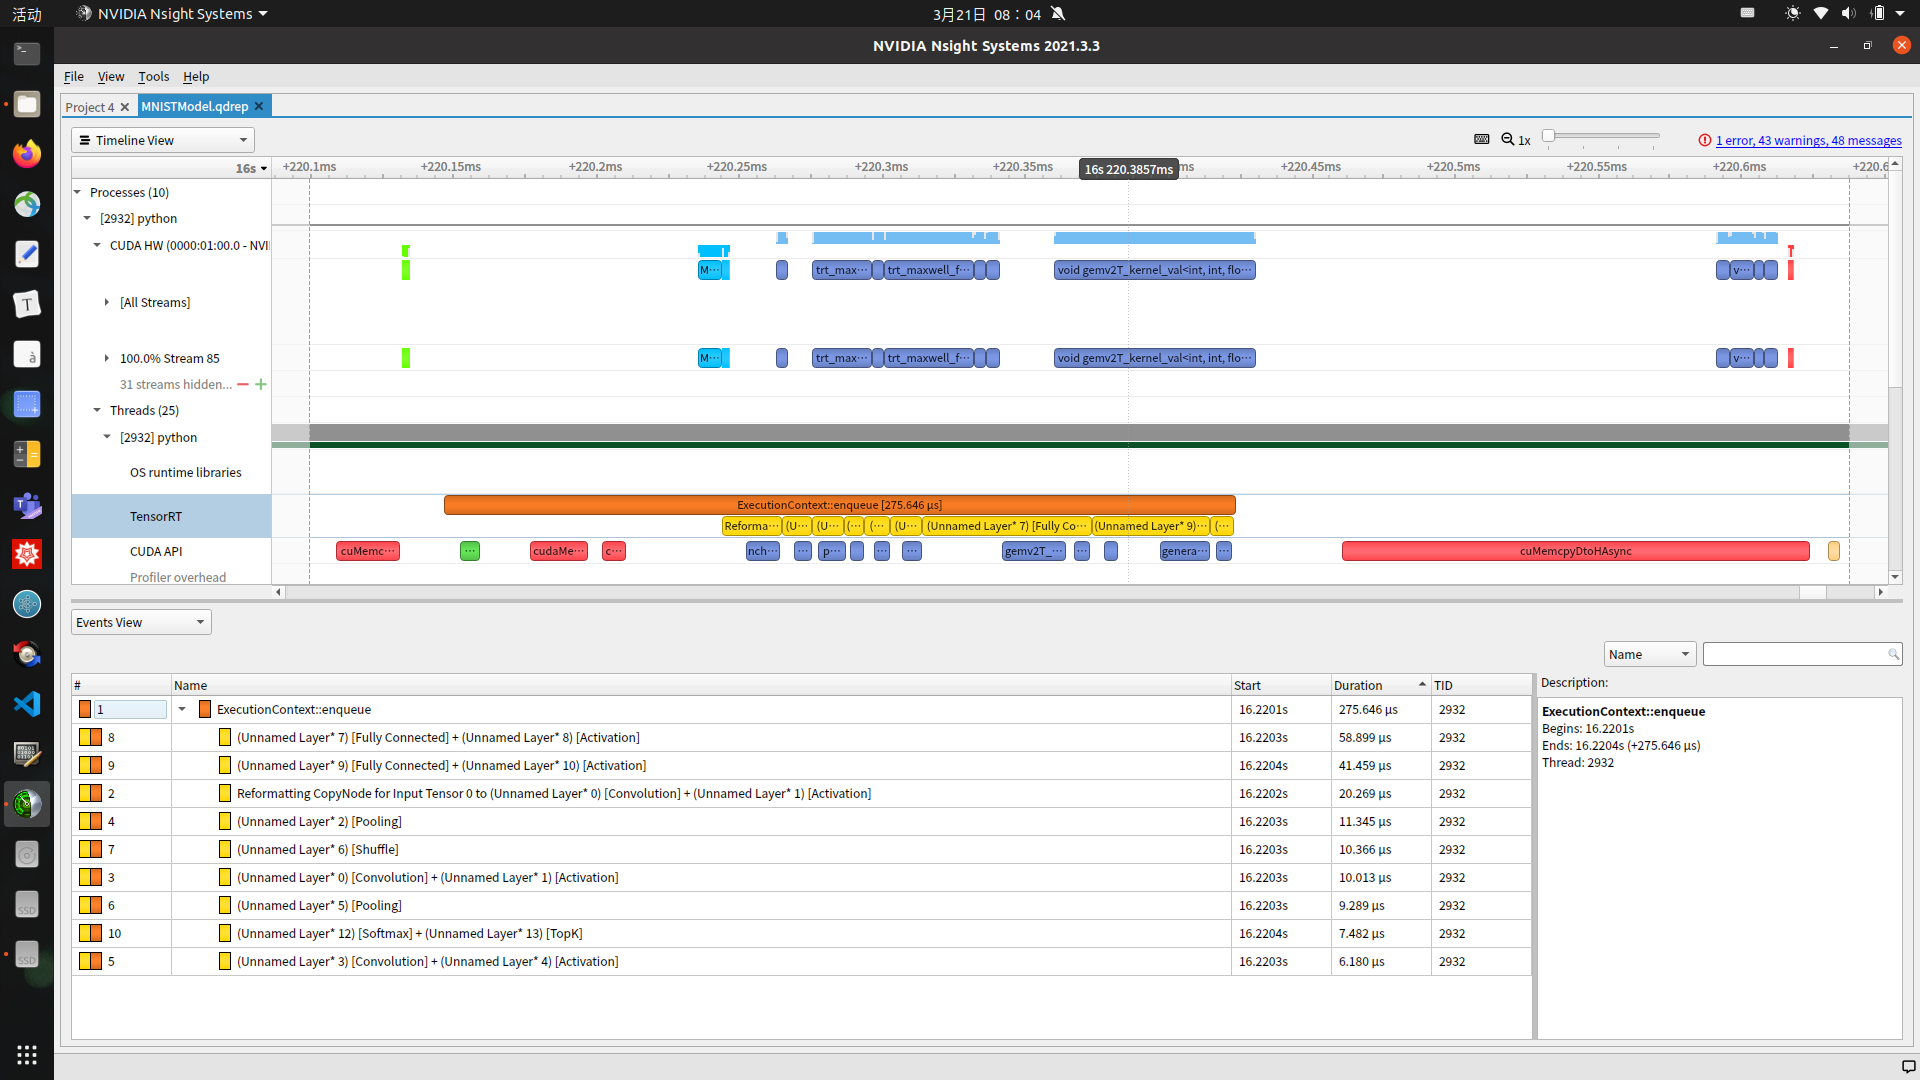 活动
NVIDIA Nsight Systems
3月21日 08：04
NVIDIA Nsight Systems 2021.3.3
File View Tools Help
Project 4 MNISTModel.qdrep
Timeline View
1x
1 error, 43 warnings, 48 messages
16s +220.1ms +220.15ms +220.2ms +220.25ms +220.3ms +220.35ms 16s 220.3857ms ms +220.45ms +220.5ms +220.55ms +220.6ms +220.6
Processes (10)
[2932] python
CUDA HW (0000:01:00.0 - NVI
M⋯ trt_max⋯ trt_maxwell_f⋯ void gemv2T_kernel_val<int, int, flo⋯ v⋯
[All Streams]
100.0% Stream 85
M⋯ trt_max⋯ trt_maxwell_f⋯ void gemv2T_kernel_val<int, int, flo⋯ v⋯
31 streams hidden...
Threads (25)
[2932] python
OS runtime libraries
ExecutionContext::enqueue [275.646 µs]
TensorRT
Reforma⋯ (U⋯ (U⋯ (⋯ (⋯ (U⋯ (Unnamed Layer* 7) [Fully Co⋯ (Unnamed Layer* 9)⋯ (⋯
CUDA API
cuMemc⋯ ⋯ cudaMe⋯ c⋯ nch⋯ ⋯ p⋯ ⋯ ⋯ gemv2T_⋯ ⋯ genera⋯ ⋯ cuMemcpyDtoHAsync
Profiler overhead
Events View
Name
# Name Start Duration TID
1 ExecutionContext::enqueue 16.2201s 275.646 µs 2932
8 (Unnamed Layer* 7) [Fully Connected] + (Unnamed Layer* 8) [Activation] 16.2203s 58.899 µs 2932
9 (Unnamed Layer* 9) [Fully Connected] + (Unnamed Layer* 10) [Activation] 16.2204s 41.459 µs 2932
2 Reformatting CopyNode for Input Tensor 0 to (Unnamed Layer* 0) [Convolution] + (Unnamed Layer* 1) [Activation] 16.2202s 20.269 µs 2932
4 (Unnamed Layer* 2) [Pooling] 16.2203s 11.345 µs 2932
7 (Unnamed Layer* 6) [Shuffle] 16.2203s 10.366 µs 2932
3 (Unnamed Layer* 0) [Convolution] + (Unnamed Layer* 1) [Activation] 16.2203s 10.013 µs 2932
6 (Unnamed Layer* 5) [Pooling] 16.2203s 9.289 µs 2932
10 (Unnamed Layer* 12) [Softmax] + (Unnamed Layer* 13) [TopK] 16.2204s 7.482 µs 2932
5 (Unnamed Layer* 3) [Convolution] + (Unnamed Layer* 4) [Activation] 16.2203s 6.180 µs 2932
Description:
ExecutionContext::enqueue
Begins: 16.2201s
Ends: 16.2204s (+275.646 µs)
Thread: 2932